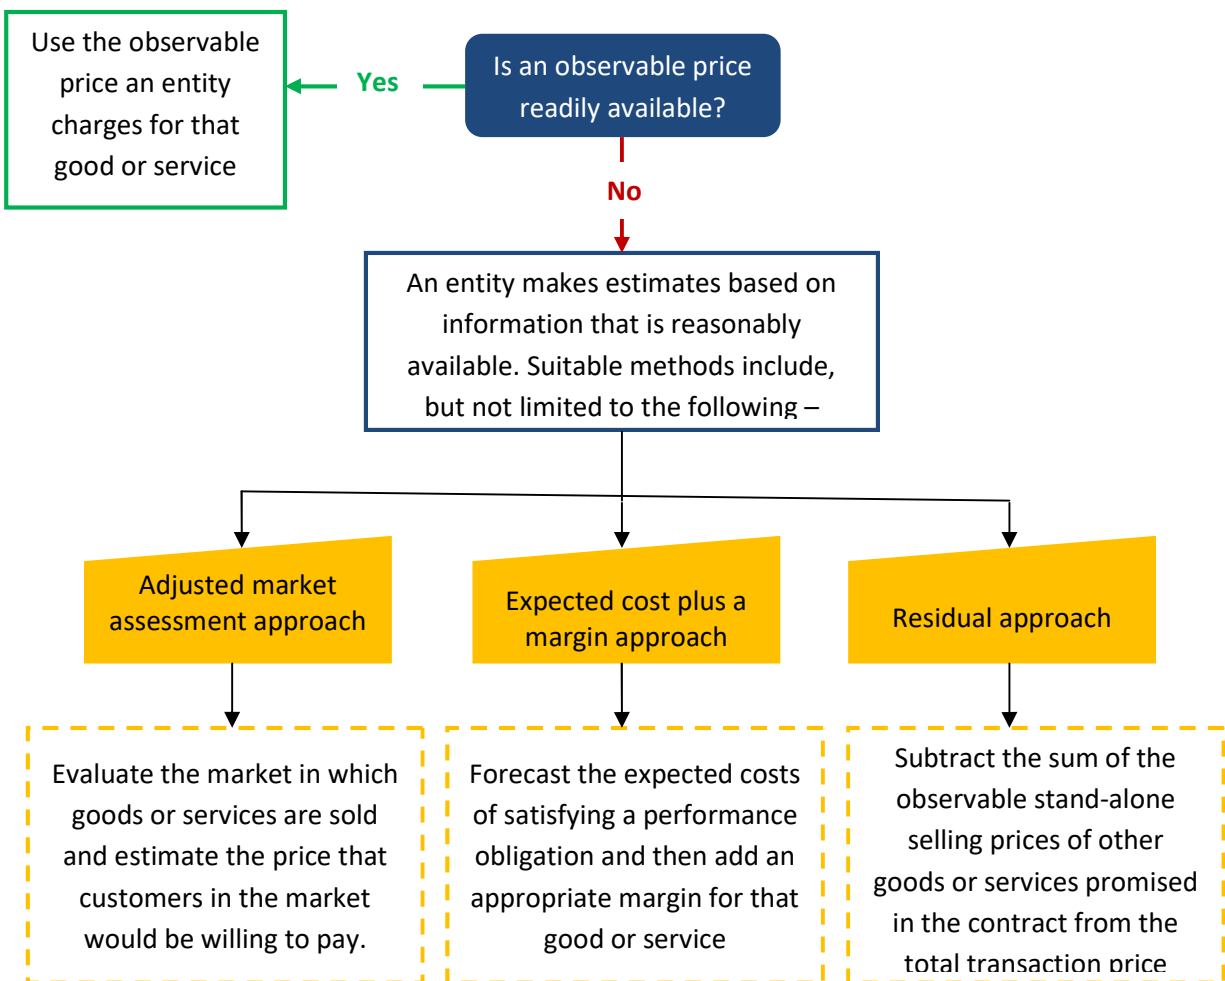 Use the observable
price an entity
charges for that
good or service
Yes
Is an observable price
readily available?
No
An entity makes estimates based on
information that is reasonably
available. Suitable methods include,
but not limited to the following –
Adjusted market
assessment approach
Expected cost plus a
margin approach
Residual approach
Evaluate the market in which
goods or services are sold
and estimate the price that
customers in the market
would be willing to pay.
Forecast the expected costs
of satisfying a performance
obligation and then add an
appropriate margin for that
good or service
Subtract the sum of the
observable stand-alone
selling prices of other
goods or services promised
in the contract from the
total transaction price